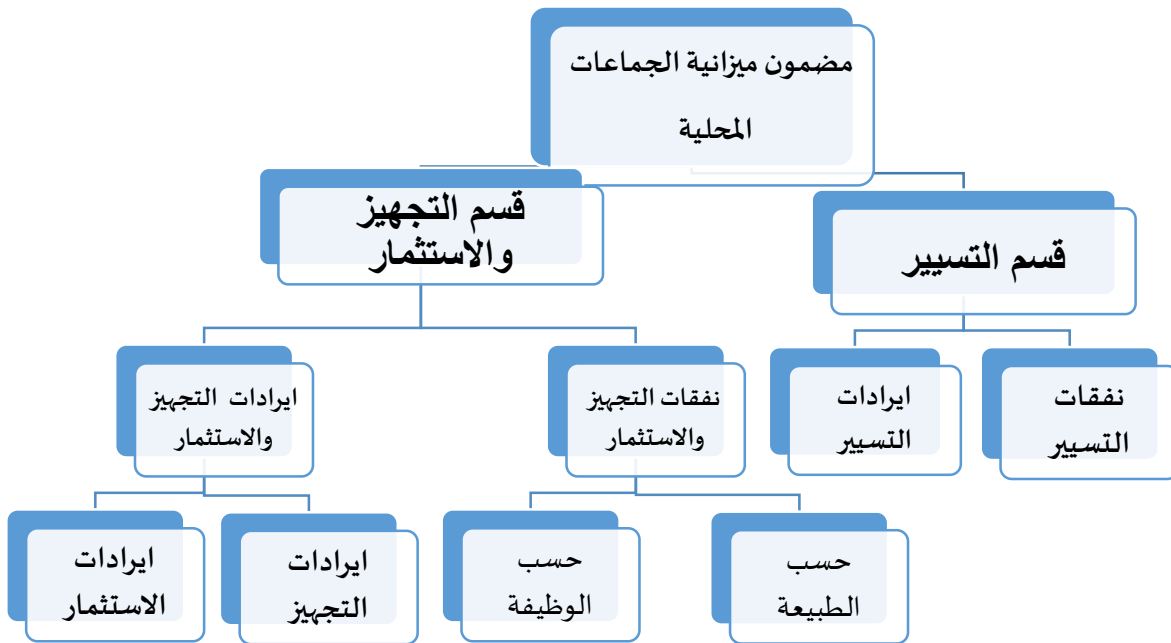 مضمون ميزانية الجماعات
المحلية
قسم التسيير
قسم التجهيز
والاستثمار
نفقات
التسيير
ايرادات
التسيير
نفقات التجهيز
والاستثمار
ايرادات التجهيز
والاستثمار
حسب
الطبيعة
حسب
الوظيفة
ايرادات
التجهيز
ايرادات
الاستثمار